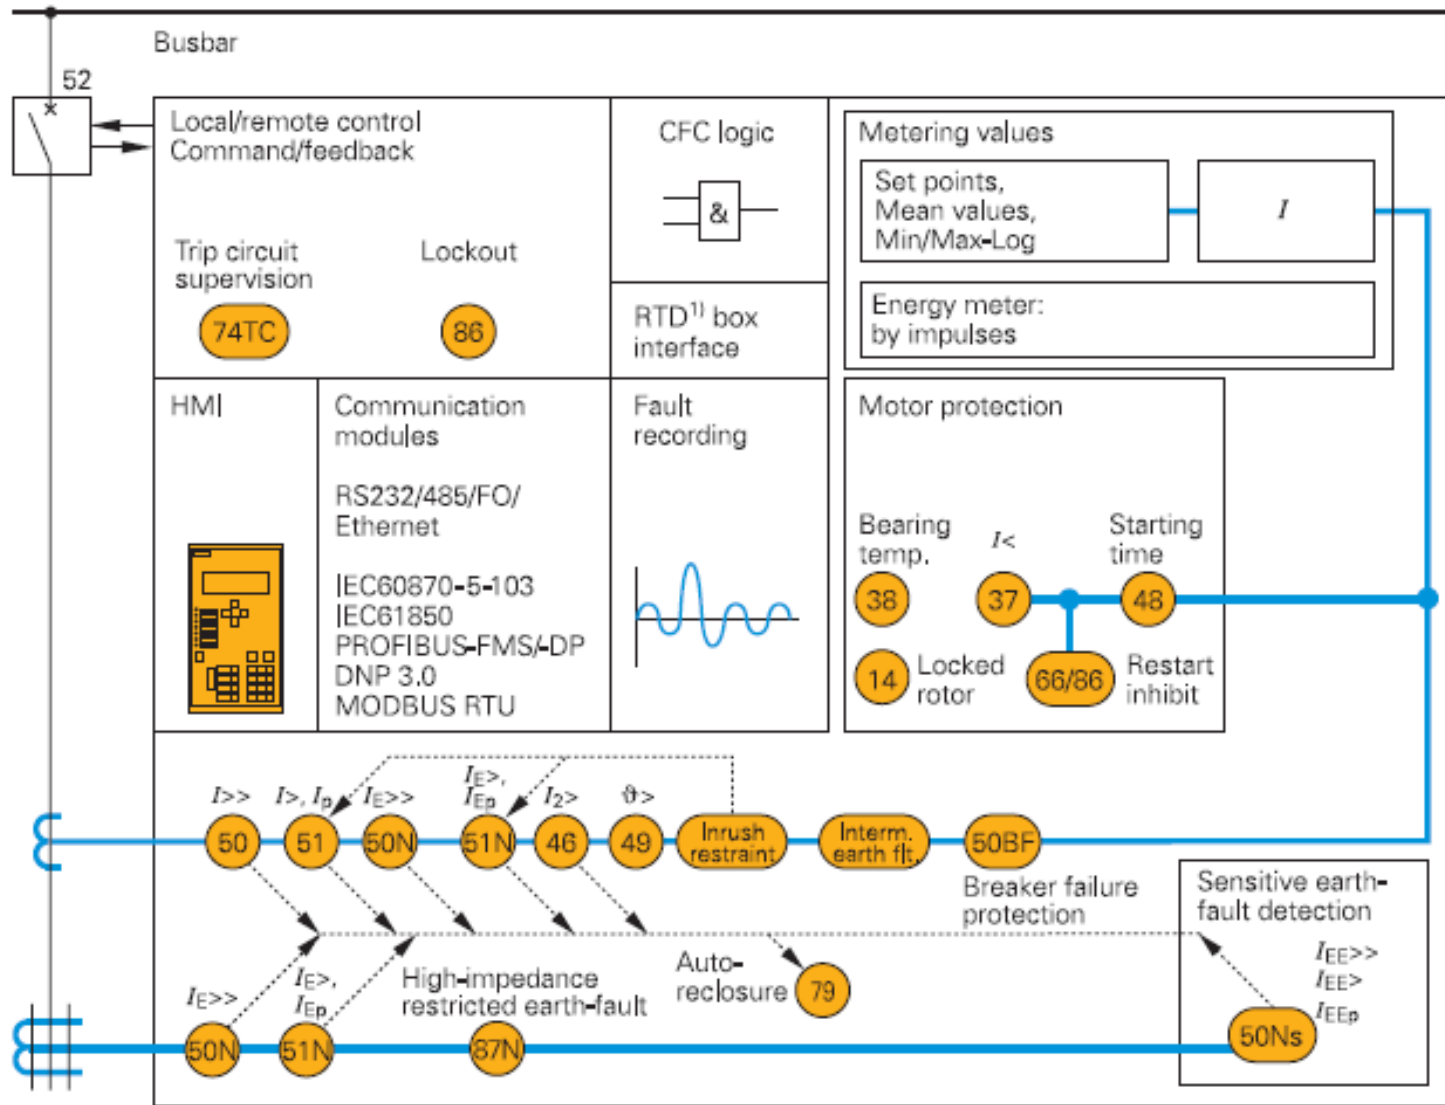 Busbar
52
Local/remote control
Command/feedback
Trip circuit
supervision
Lockout
74TC
86
CFC logic
&
RTD1) box
interface
Metering values
Set points,
Mean values,
Min/Max-Log
I
Energy meter:
by impulses
HMI
Communication
modules
RS232/485/FO/
Ethernet
IEC60870-5-103
IEC61850
PROFIBUS-FMS/-DP
DNP 3.0
MODBUS RTU
Fault
recording
Motor protection
Bearing
temp.
I<
Starting
time
38
37
48
14
Locked
rotor
66/86
Restart
inhibit
I>>
I>, Ip
IE>>
IE>,
IEp
I2>
ϑ>
50
51
50N
51N
46
49
Inrush
restraint
Interm.
earth flt.
50BF
Breaker failure
protection
Sensitive earth-
fault detection
IEE>>
IEE>
IEEp
50Ns
Auto-
reclosure
79
IE>>
IE>,
IEp
High-impedance
restricted earth-fault
50N
51N
87N